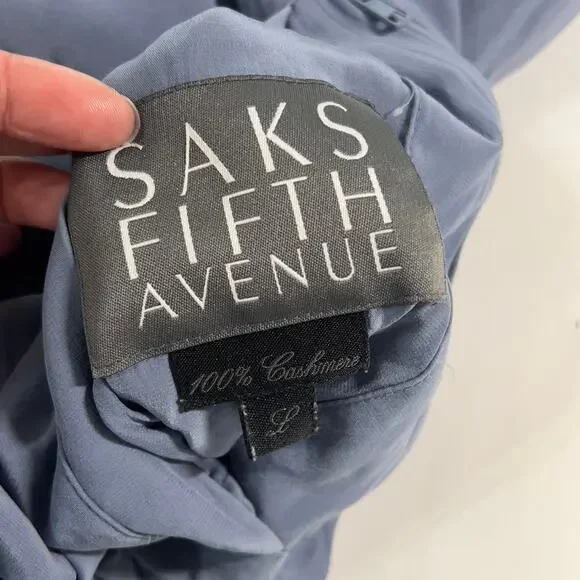 SAKS
FIFTH
AVENUE
100% Cashmere
L